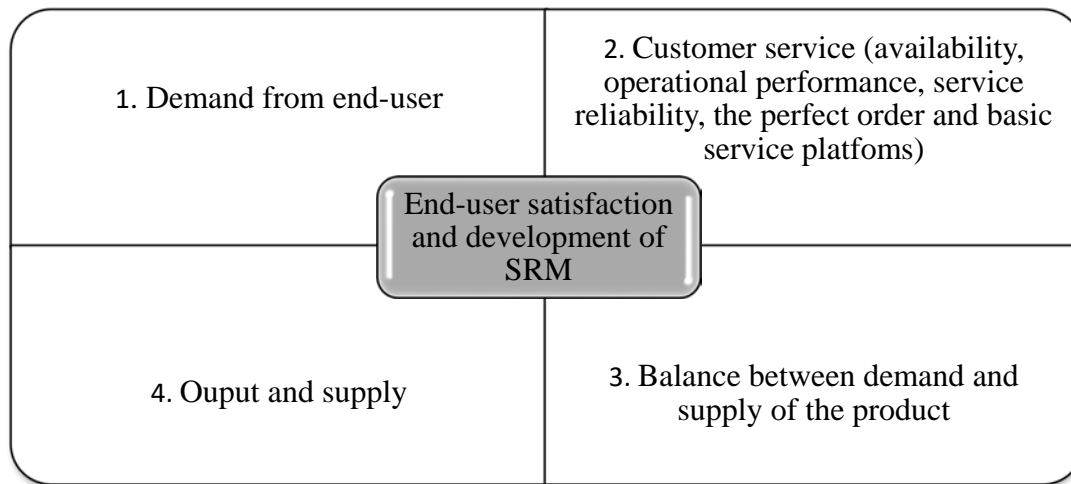 1. Demand from end-user
2. Customer service (availability,
operational performance, service
reliability, the perfect order and basic
service platfoms)
End-user satisfaction
and development of
SRM
4. Ouput and supply
3. Balance between demand and
supply of the product